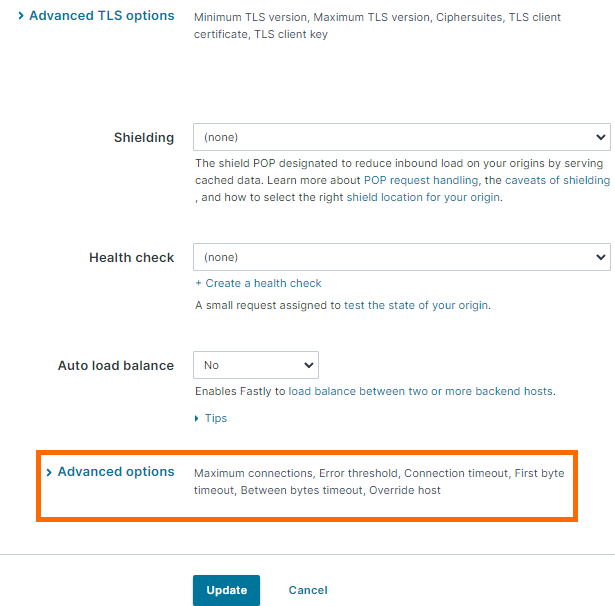 Advanced TLS options
Minimum TLS version, Maximum TLS version, Ciphersuites, TLS client
certificate, TLS client key
Shielding
(none)
The shield POP designated to reduce inbound load on your origins by serving
cached data. Learn more about POP request handling, the caveats of shielding
, and how to select the right shield location for your origin.
Health check
(none)
+ Create a health check
A small request assigned to test the state of your origin.
Auto load balance
No
Enables Fastly to load balance between two or more backend hosts.
Tips
Advanced options
Maximum connections, Error threshold, Connection timeout, First byte
timeout, Between bytes timeout, Override host
Update
Cancel